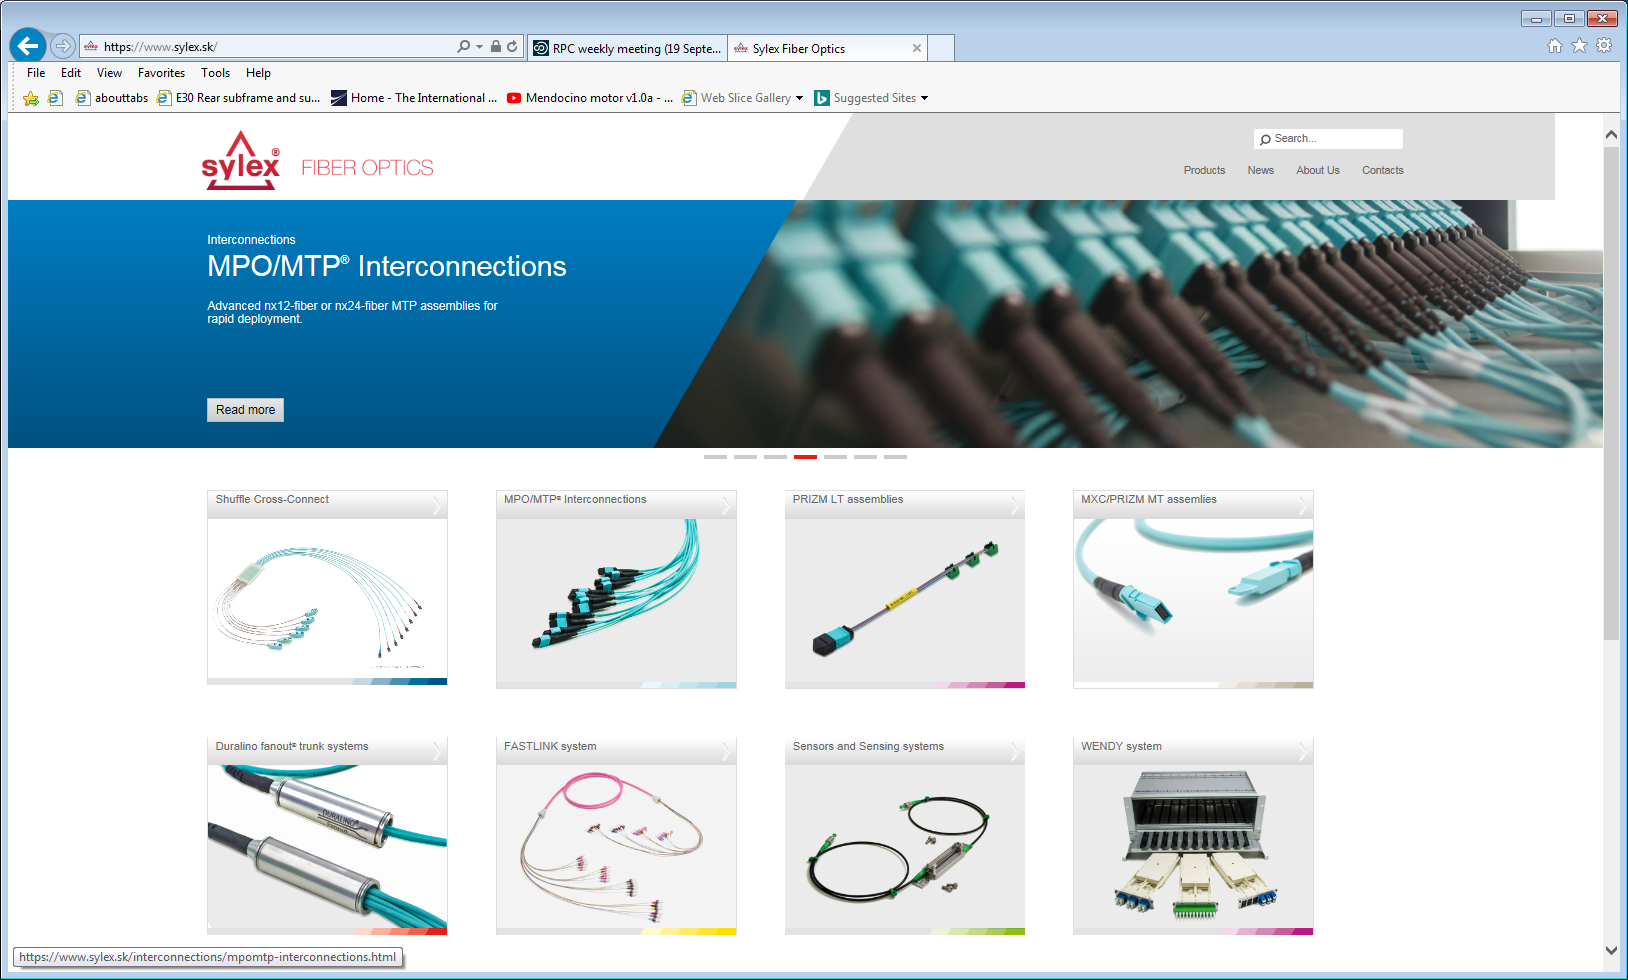 https://www.sylex.sk/
RPC weekly meeting (19 Septe...
Sylex Fiber Optics
File Edit View Favorites Tools Help
abouttabs
E30 Rear subframe and su...
Home - The International ...
Mendocino motor v1.0a - ...
Web Slice Gallery
Suggested Sites
sylex®
FIBER OPTICS
Search...
Products News About Us Contacts
Interconnections
MPO/MTP® Interconnections
Advanced nx12-fiber or nx24-fiber MTP assemblies for
rapid deployment.
Read more
Shuffle Cross-Connect
MPO/MTP® Interconnections
PRIZM LT assemblies
MXC/PRIZM MT assemlies
Duralino fanout® trunk systems
FASTLINK system
Sensors and Sensing systems
WENDY system
DURALINO®
https://www.sylex.sk/interconnections/mpomtp-interconnections.html